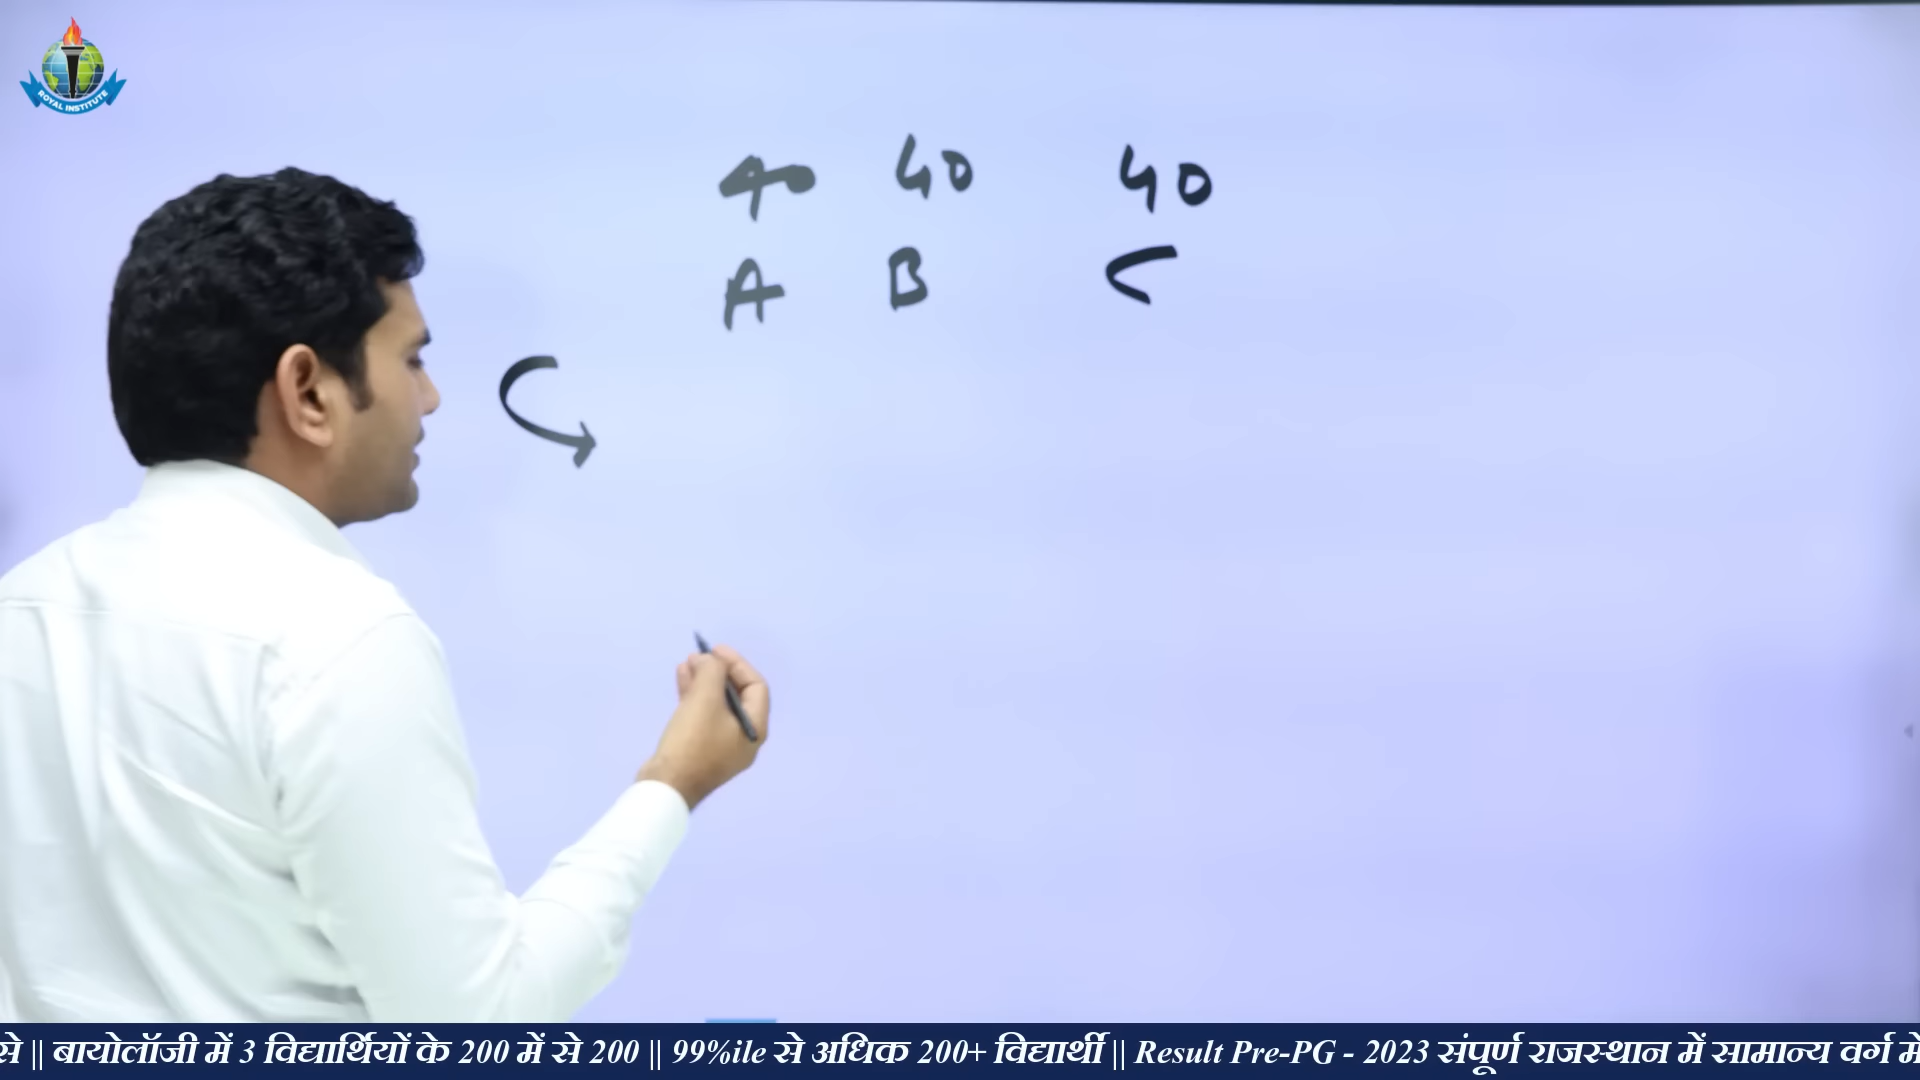 ROYAL INSTITUTE
40 40 40
A B C
से || बायोलॉजी में 3 विद्यार्थियों के 200 में से 200 || 99%ile से अधिक 200+ विद्यार्थी || Result Pre-PG - 2023 संपूर्ण राजस्थान में सामान्य वर्ग में